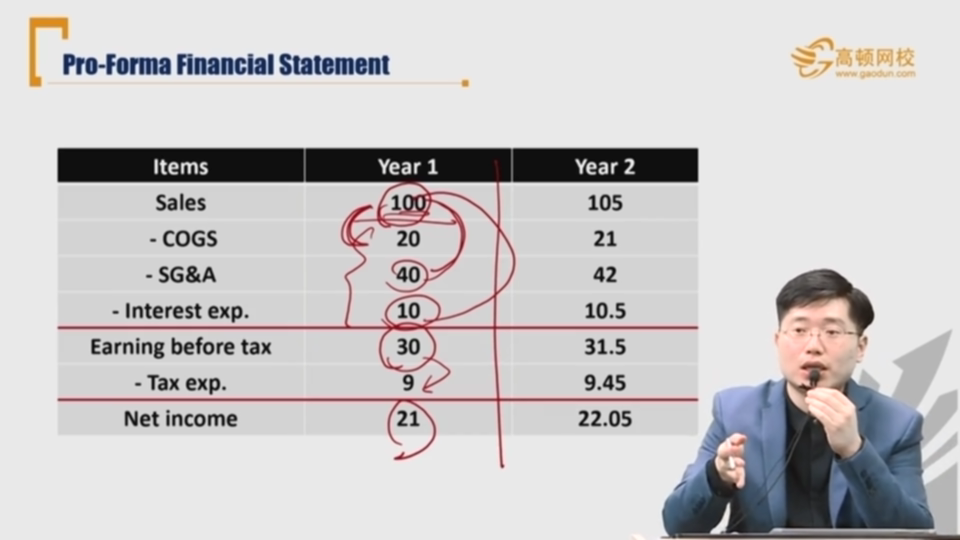 Pro-Forma Financial Statement
高顿网校
www.gaodun.com
Items Year 1 Year 2
Sales 100 105
- COGS 20 21
- SG&A 40 42
- Interest exp. 10 10.5
Earning before tax 30 31.5
- Tax exp. 9 9.45
Net income 21 22.05